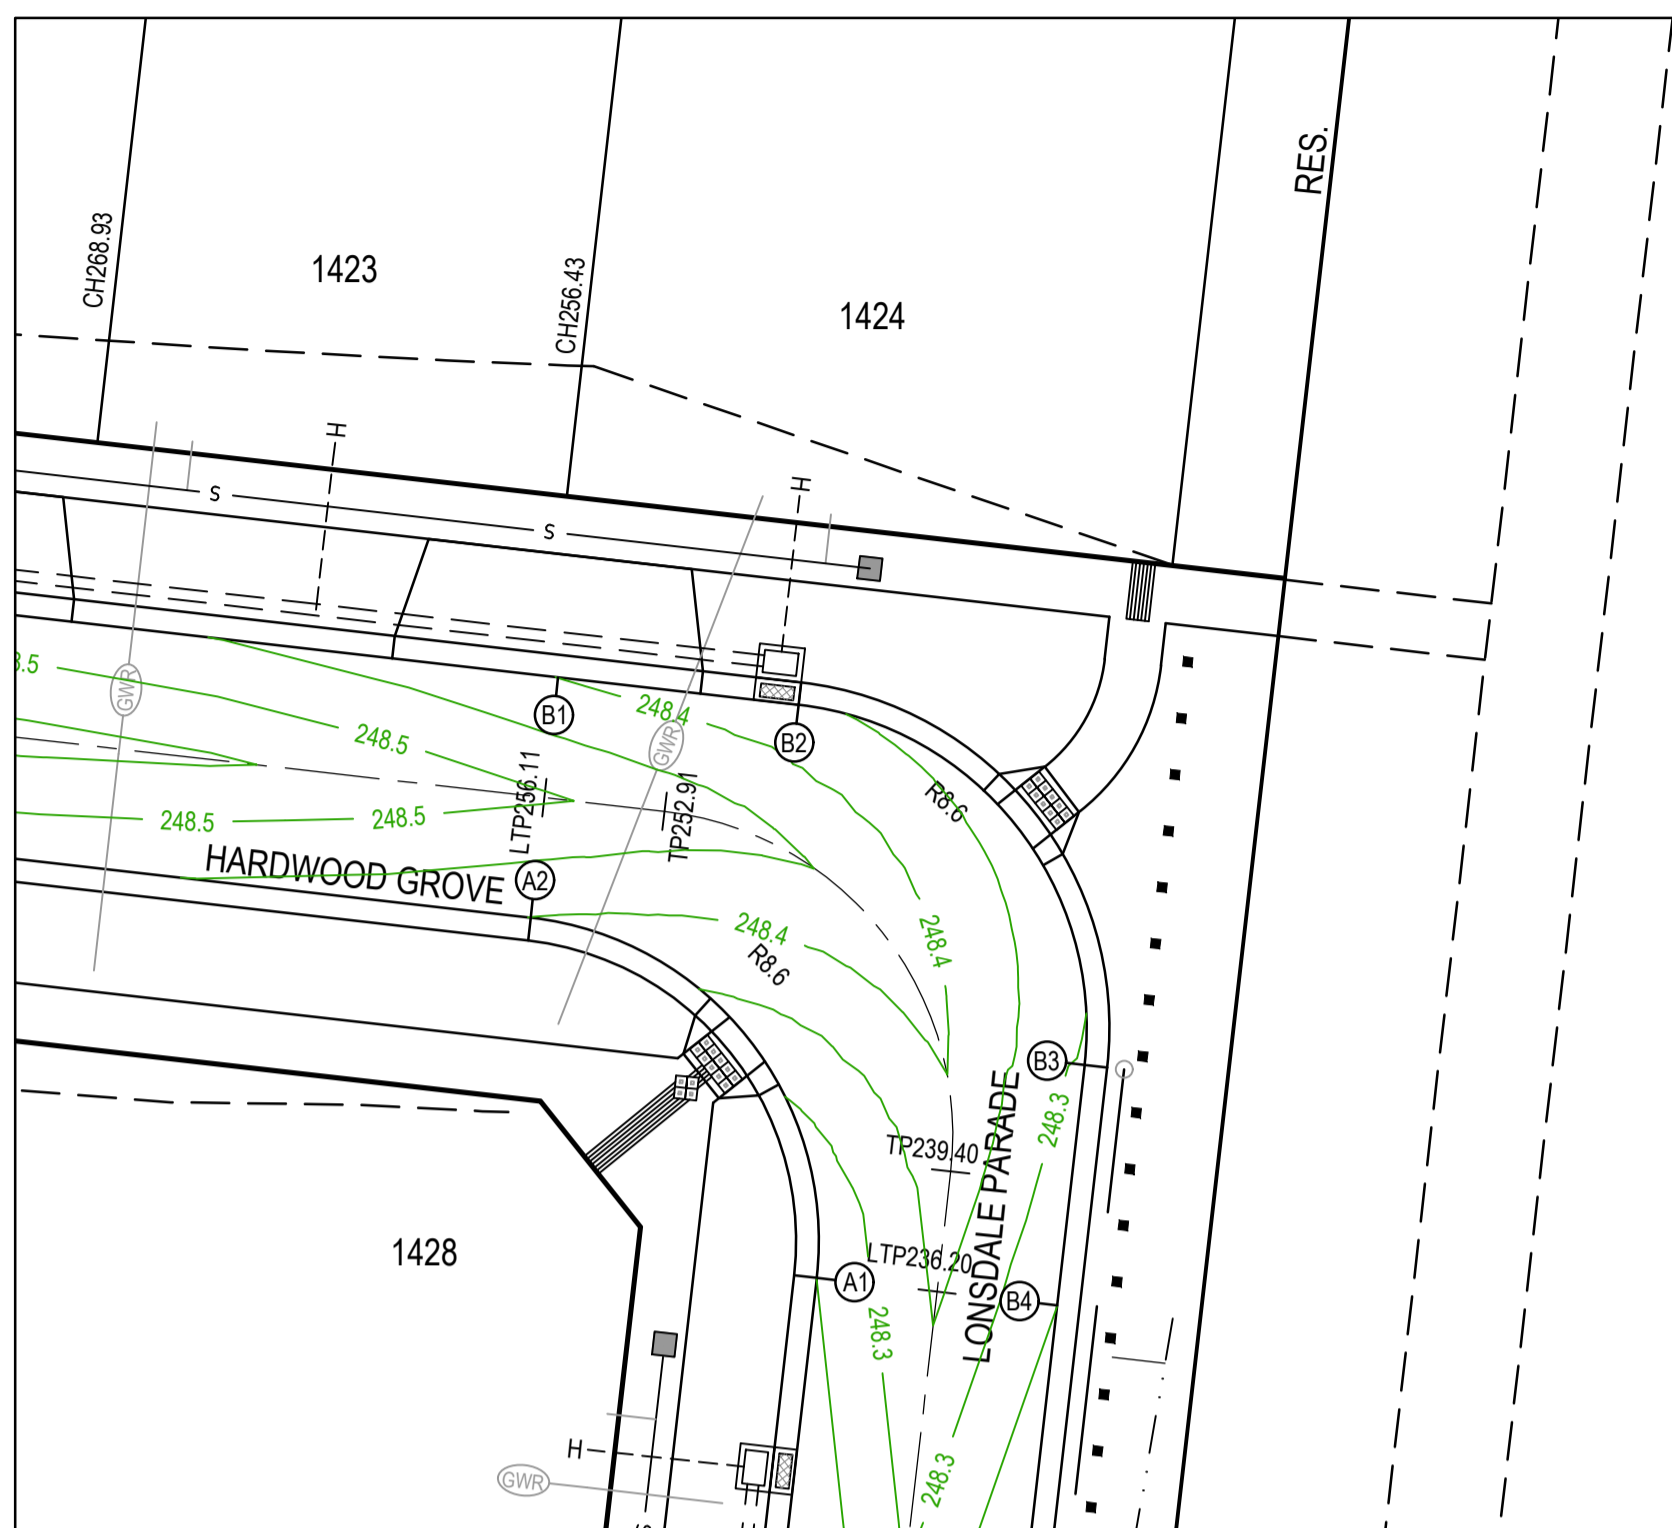 RES.
CH268.93
1423
CH256.43
1424
H
H
S
S
3.5
GWR
248.5
B1
248.4
GWR
B2
LTP256.11
TP252.91
R8.6
248.5
248.5
HARDWOOD GROVE
A2
248.4
248.4
R8.6
B3
248.3
TP239.40
LONSDALE PARADE
LTP236.20
1428
A1
B4
248.3
H
GWR
248.3